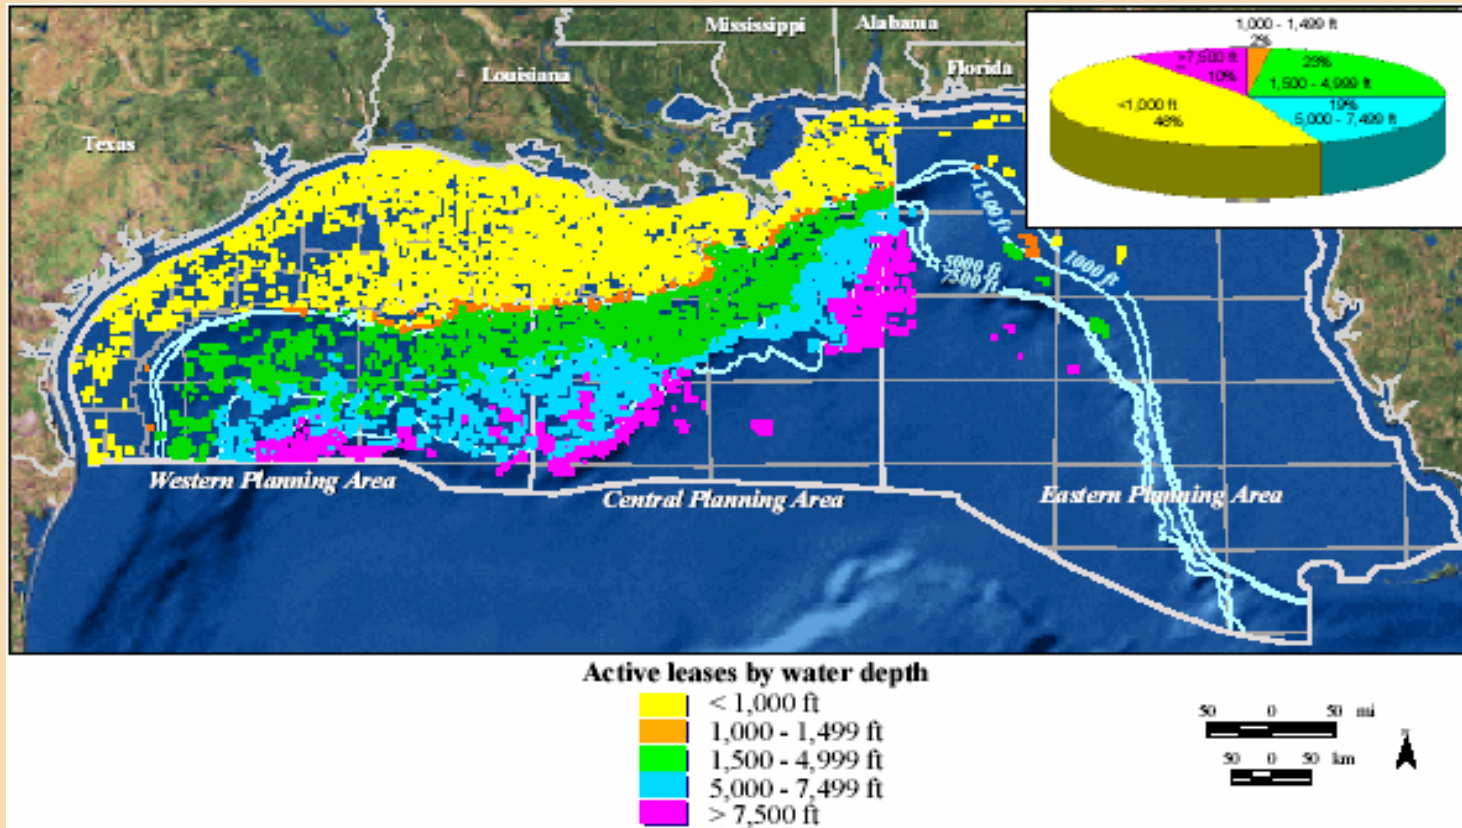 Mississippi
Alabama
Louisiana
Florida
Texas
1,000 - 1,499 ft
2%
>7,500 ft
10%
23%
1,500 - 4,999 ft
19%
5,000 - 7,499 ft
<1,000 ft
46%
1500 ft
1000 ft
5000 ft
7500 ft
Western Planning Area
Central Planning Area
Eastern Planning Area
Active leases by water depth
< 1,000 ft
1,000 - 1,499 ft
1,500 - 4,999 ft
5,000 - 7,499 ft
> 7,500 ft
50 0 50 mi
50 0 50 km
N